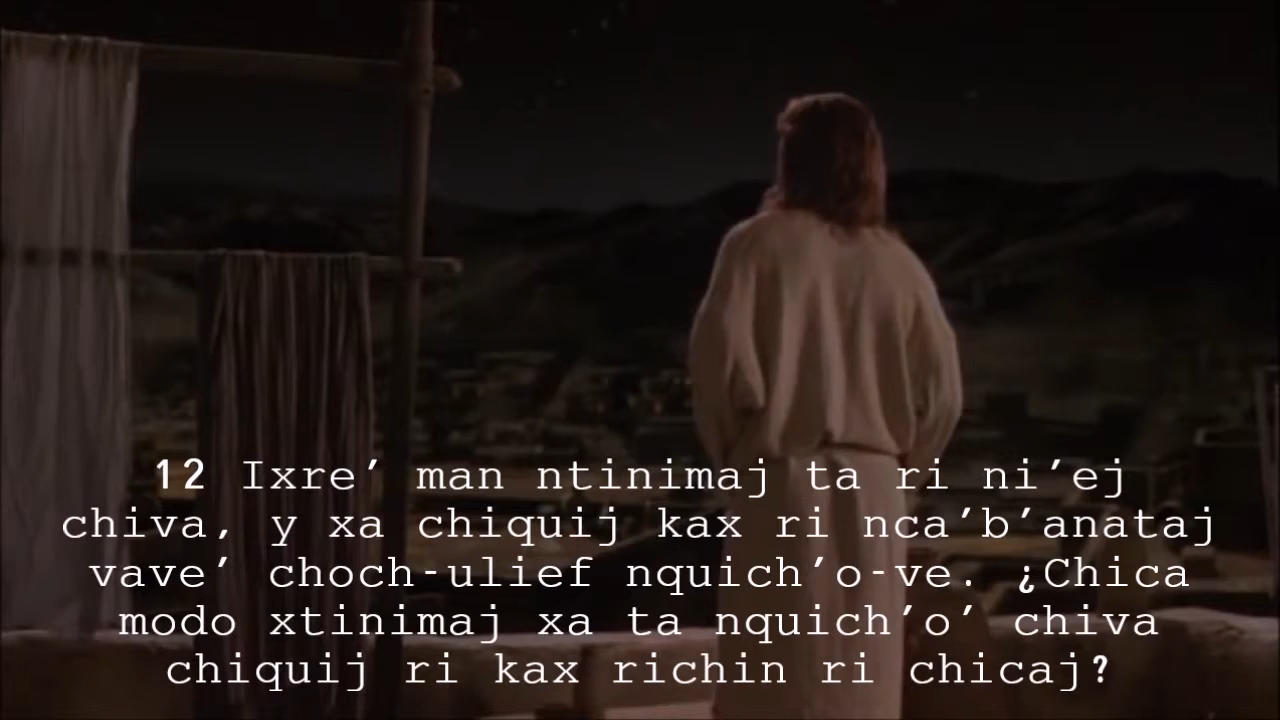 12 Ixre' man ntinimaj ta ri ni'ej
chiva, y xa chiquij kax ri nca'b'anataj
vave' choch-ulief nquich'o-ve. ¿Chica
modo xtinimaj xa ta nquich'o' chiva
chiquij ri kax richin ri chicaj?